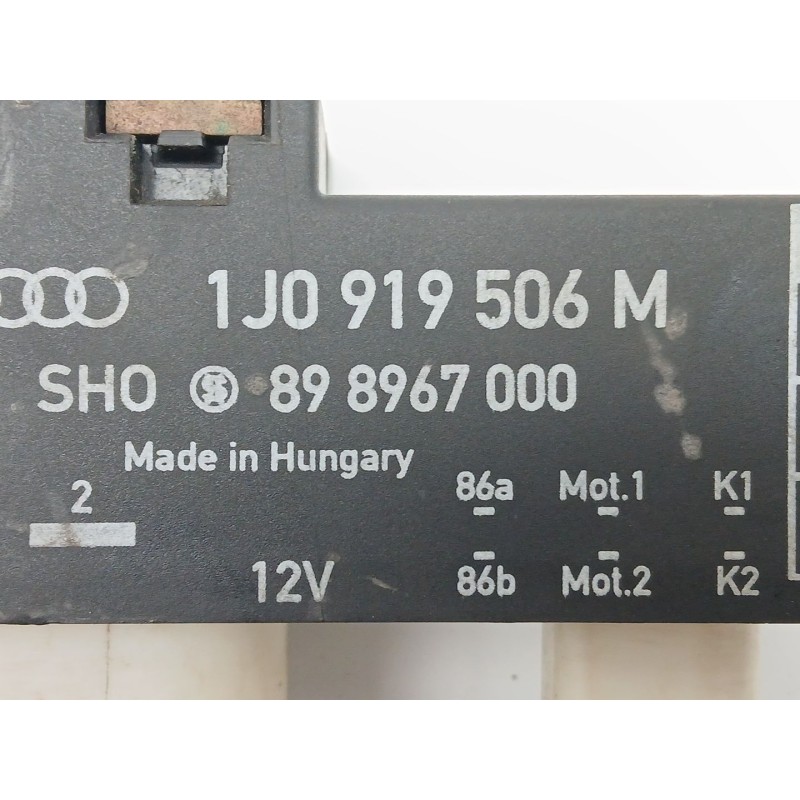 1J0 919 506 M
SHO 89 8967 000
Made in Hungary
2
86a Mot.1 K1
12V
86b Mot.2 K2